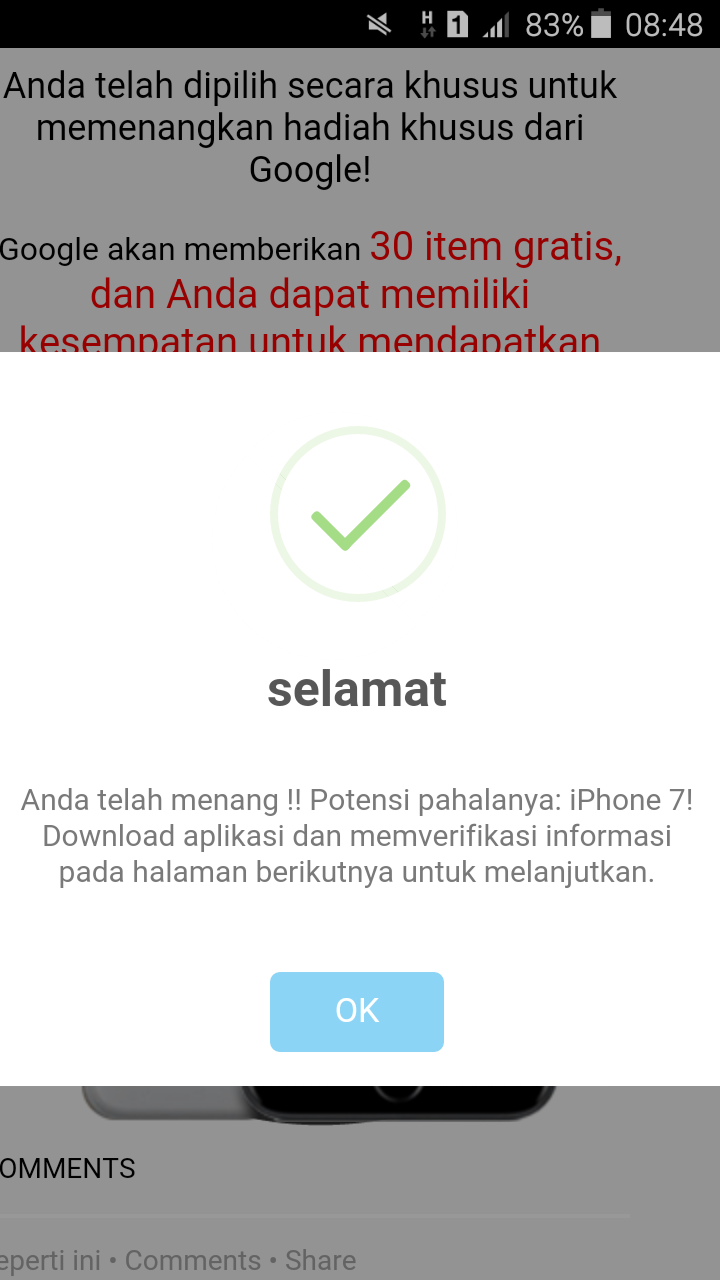 83% 08:48
Anda telah dipilih secara khusus untuk
memenangkan hadiah khusus dari
Google!
Google akan memberikan 30 item gratis,
dan Anda dapat memiliki
kesempatan untuk mendapatkan
selamat
Anda telah menang !! Potensi pahalanya: iPhone 7!
Download aplikasi dan memverifikasi informasi
pada halaman berikutnya untuk melanjutkan.
OK
OMMENTS
eperti ini • Comments • Share